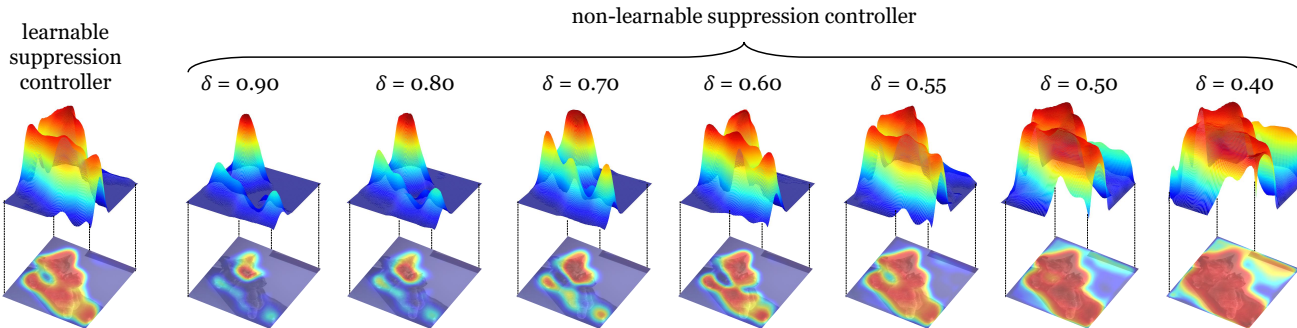 non-learnable suppression controller
learnable
suppression
controller
δ = 0.90
δ = 0.80
δ = 0.70
δ = 0.60
δ = 0.55
δ = 0.50
δ = 0.40